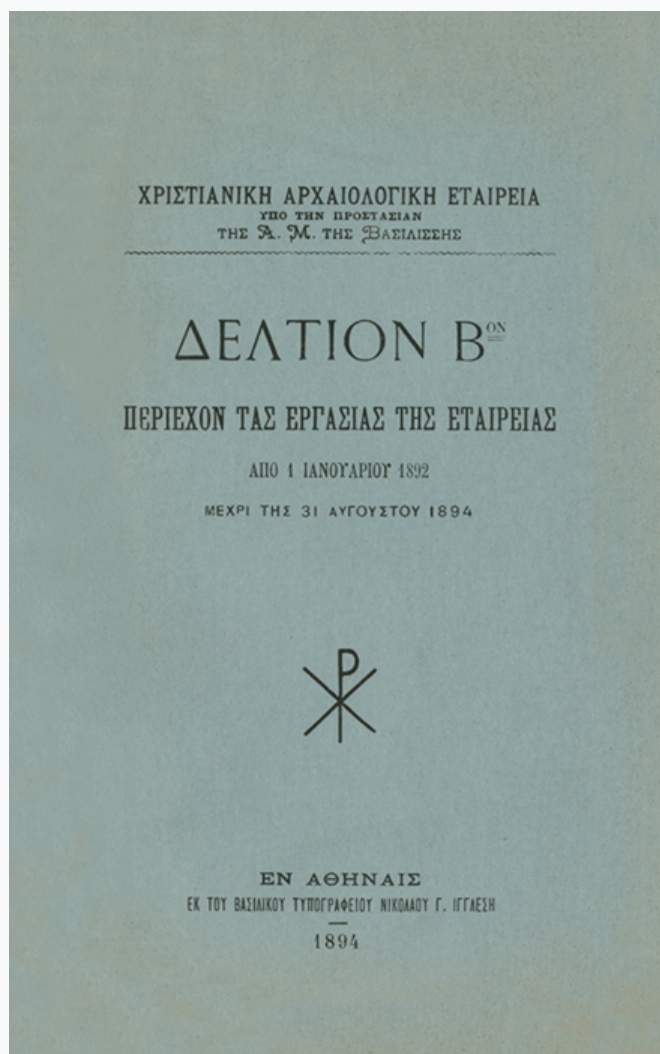 ΧΡΙΣΤΙΑΝΙΚΗ ΑΡΧΑΙΟΛΟΓΙΚΗ ΕΤΑΙΡΕΙΑ
ΥΠΟ ΤΗΝ ΠΡΟΣΤΑΣΙΑΝ
ΤΗΣ Α. Μ. ΤΗΣ ΒΑΣΙΛΙΣΣΗΣ
ΔΕΛΤΙΟΝ Βον
ΠΕΡΙΕΧΟΝ ΤΑΣ ΕΡΓΑΣΙΑΣ ΤΗΣ ΕΤΑΙΡΕΙΑΣ
ΑΠΟ 1 ΙΑΝΟΥΑΡΙΟΥ 1892
ΜΕΧΡΙ ΤΗΣ 31 ΑΥΓΟΥΣΤΟΥ 1894
ΕΝ ΑΘΗΝΑΙΣ
ΕΚ ΤΟΥ ΒΑΣΙΛΙΚΟΥ ΤΥΠΟΓΡΑΦΕΙΟΥ ΝΙΚΟΛΑΟΥ Γ. ΙΓΓΛΕΣΗ
1894